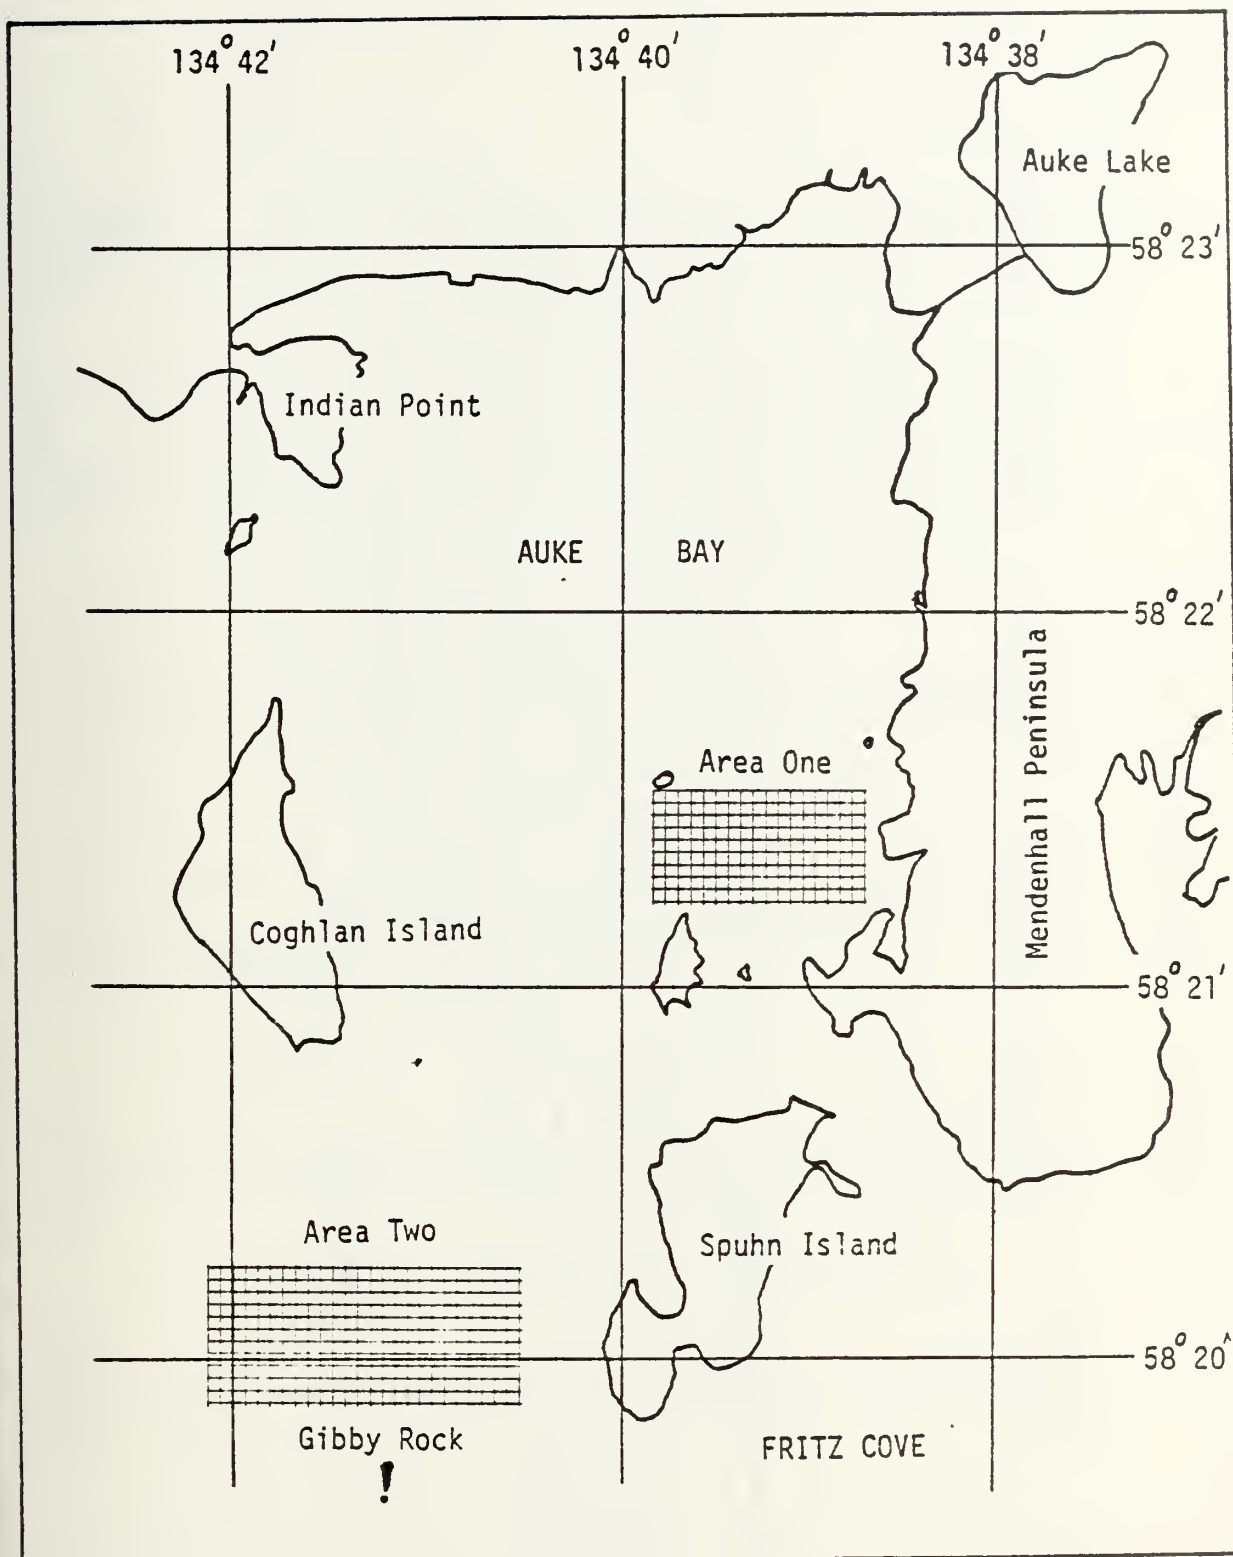 134° 42'
134° 40'
134° 38'
Auke Lake
58° 23'
Indian Point
AUKE BAY
58° 22'
Mendenhall Peninsula
Area One
Coghlan Island
58° 21'
Area Two
Spuhn Island
58° 20'
Gibby Rock
FRITZ COVE